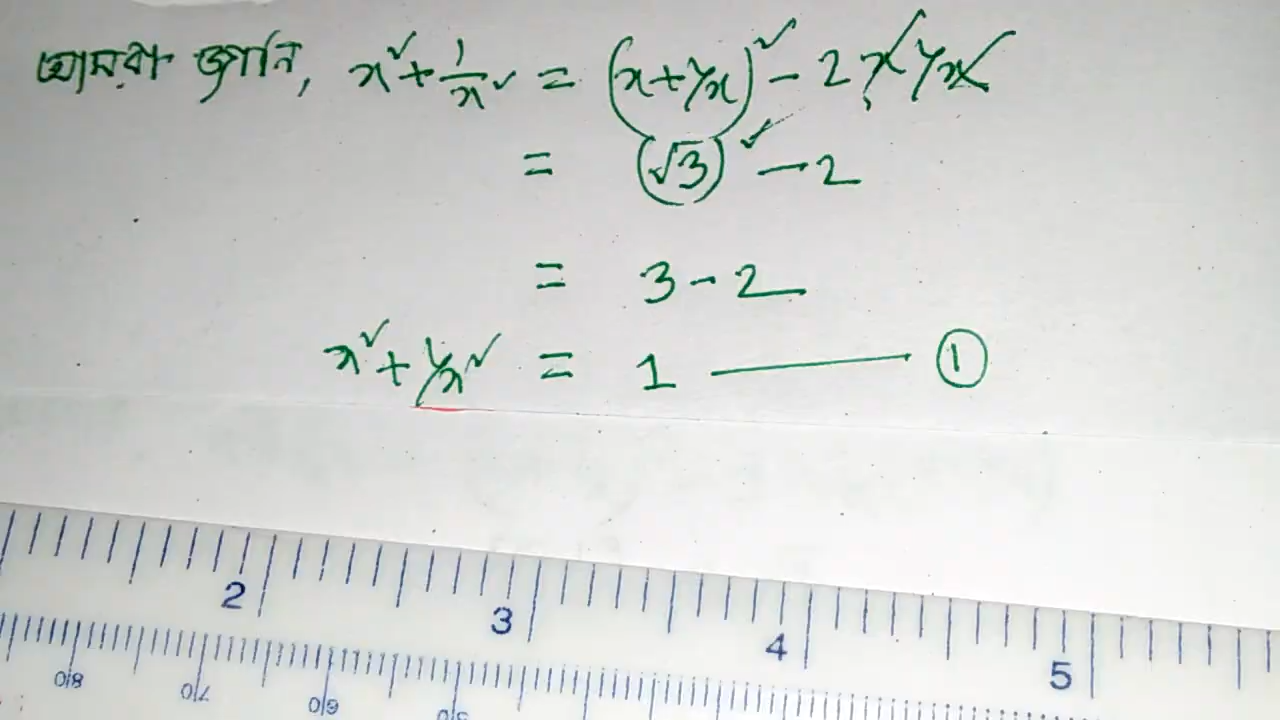 আমরা জানি, x² + 1/x² = (x + 1/x)² - 2 x 1/x
= (√3)² - 2
= 3 - 2
x² + 1/x² = 1 ①
2 3 4 5